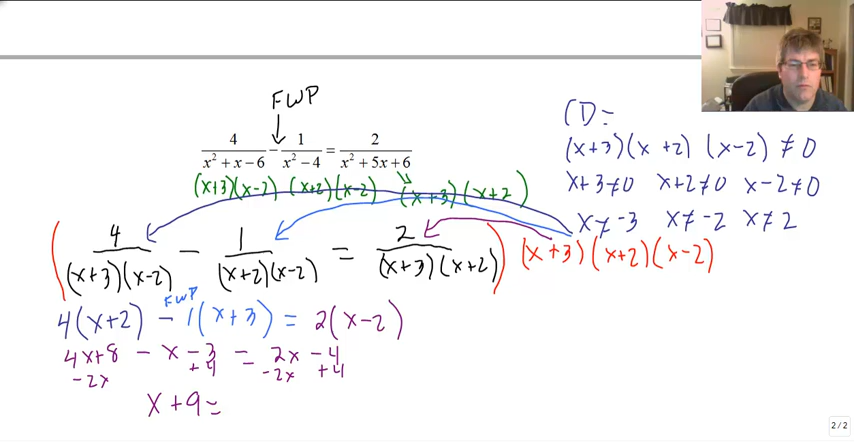 FWP
4/(x² + x − 6) − 1/(x² − 4) = 2/(x² + 5x + 6)
(x+3)(x−2) (x+2)(x−2) (x+3)(x+2)
CD =
(x+3)(x+2)(x−2) ≠ 0
x+3≠0 x+2≠0 x−2≠0
x≠−3 x≠−2 x≠2
(4/((x+3)(x−2)) − 1/((x+2)(x−2)) = 2/((x+3)(x+2))) (x+3)(x+2)(x−2)
FWP
4(x+2) − 1(x+3) = 2(x−2)
4x+8 − x − 3 = 2x − 4
−2x +4 −2x +4
x + 9 =
2 / 2